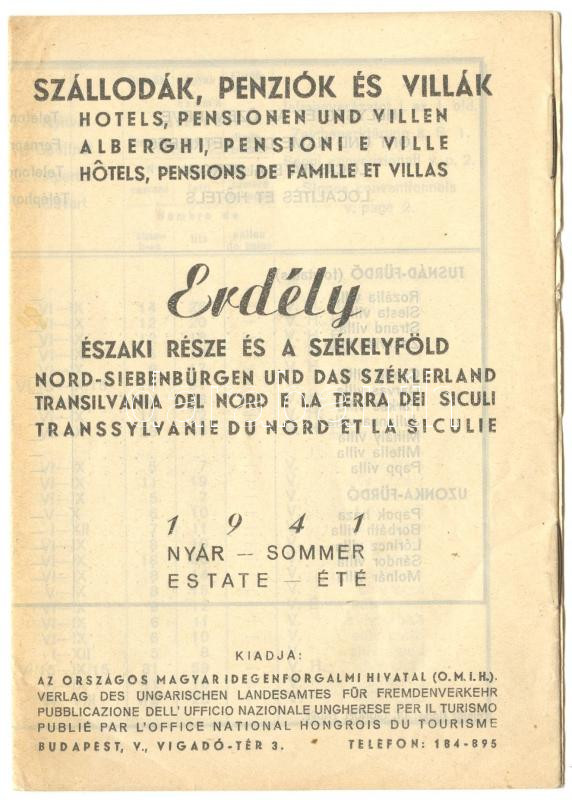 SZÁLLODÁK, PENZIÓK ÉS VILLÁK
HOTELS, PENSIONEN UND VILLEN
ALBERGHI, PENSIONI E VILLE
HÔTELS, PENSIONS DE FAMILLE ET VILLAS
Erdély
ÉSZAKI RÉSZE ÉS A SZÉKELYFÖLD
NORD-SIEBENBÜRGEN UND DAS SZÉKLERLAND
TRANSILVANIA DEL NORD E LA TERRA DEI SICULI
TRANSSYLVANIE DU NORD ET LA SICULIE
1941
NYÁR — SOMMER
ESTATE — ÉTÉ
KIADJA:
AZ ORSZÁGOS MAGYAR IDEGENFORGALMI HIVATAL (O.M.I.H.).
VERLAG DES UNGARISCHEN LANDESAMTES FÜR FREMDENVERKEHR
PUBBLICAZIONE DELL' UFFICIO NAZIONALE UNGHERESE PER IL TURISMO
PUBLIÉ PAR L'OFFICE NATIONAL HONGROIS DU TOURISME
BUDAPEST, V., VIGADÓ-TÉR 3. TELEFON: 184-895